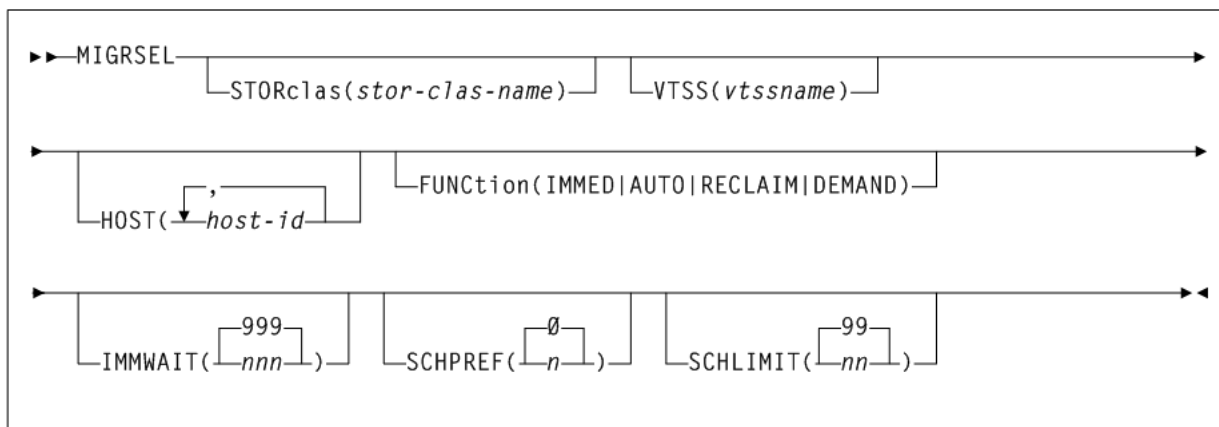 MIGRSEL
STORclas(stor-clas-name)
VTSS(vtssname)
,
HOST(host-id
FUNCtion(IMMED|AUTO|RECLAIM|DEMAND)
999
IMMWAIT(nnn)
Ø
SCHPREF(n)
99
SCHLIMIT(nn)